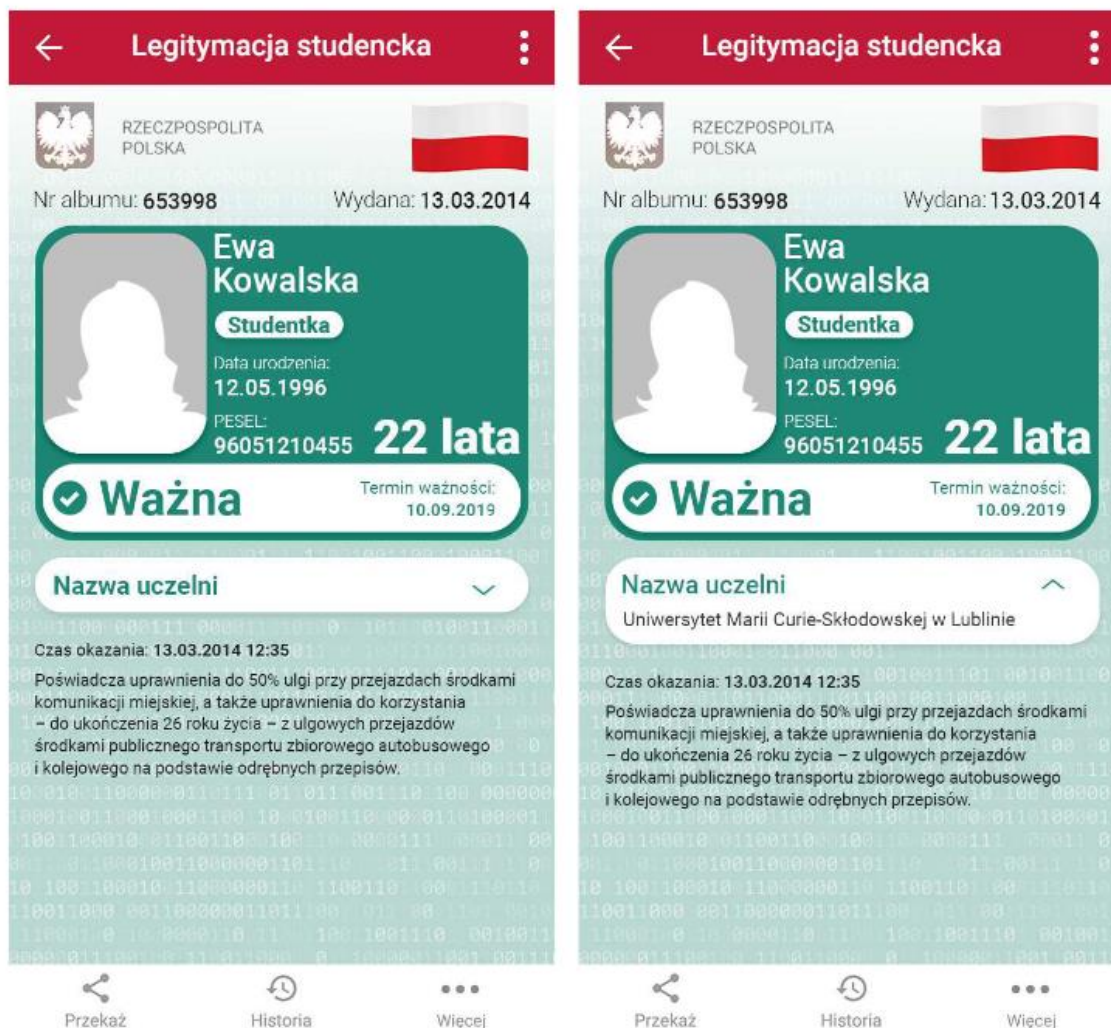 Legitymacja studencka
RZECZPOSPOLITA
POLSKA
Nr albumu: 653998 Wydana: 13.03.2014
Ewa
Kowalska
Studentka
Data urodzenia:
12.05.1996
PESEL:
96051210455 22 lata
Ważna Termin ważności:
10.09.2019
Nazwa uczelni
Czas okazania: 13.03.2014 12:35
Poświadcza uprawnienia do 50% ulgi przy przejazdach środkami
komunikacji miejskiej, a także uprawnienia do korzystania
– do ukończenia 26 roku życia – z ulgowych przejazdów
środkami publicznego transportu zbiorowego autobusowego
i kolejowego na podstawie odrębnych przepisów.
Przekaż Historia Więcej
Legitymacja studencka
RZECZPOSPOLITA
POLSKA
Nr albumu: 653998 Wydana: 13.03.2014
Ewa
Kowalska
Studentka
Data urodzenia:
12.05.1996
PESEL:
96051210455 22 lata
Ważna Termin ważności:
10.09.2019
Nazwa uczelni
Uniwersytet Marii Curie-Skłodowskej w Lublinie
Czas okazania: 13.03.2014 12:35
Poświadcza uprawnienia do 50% ulgi przy przejazdach środkami
komunikacji miejskiej, a także uprawnienia do korzystania
– do ukończenia 26 roku życia – z ulgowych przejazdów
środkami publicznego transportu zbiorowego autobusowego
i kolejowego na podstawie odrębnych przepisów.
Przekaż Historia Więcej